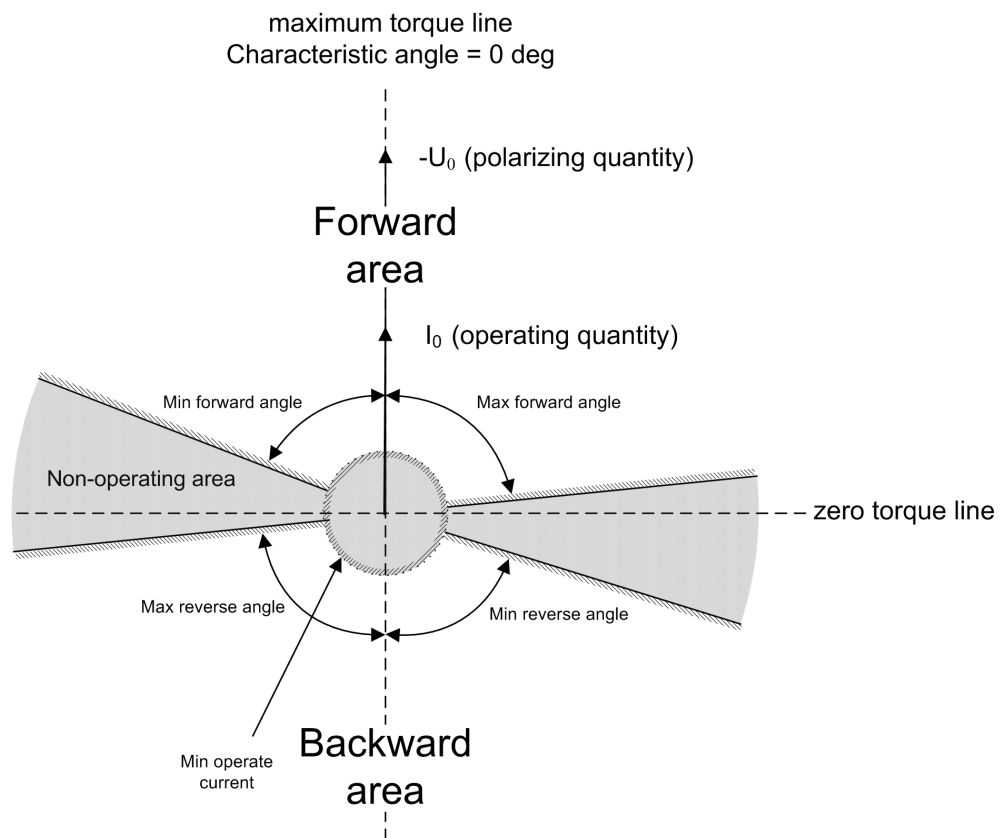 maximum torque line
Characteristic angle = 0 deg
-U₀ (polarizing quantity)
Forward
area
I₀ (operating quantity)
Min forward angle
Max forward angle
Non-operating area
zero torque line
Max reverse angle
Min reverse angle
Backward
area
Min operate
current